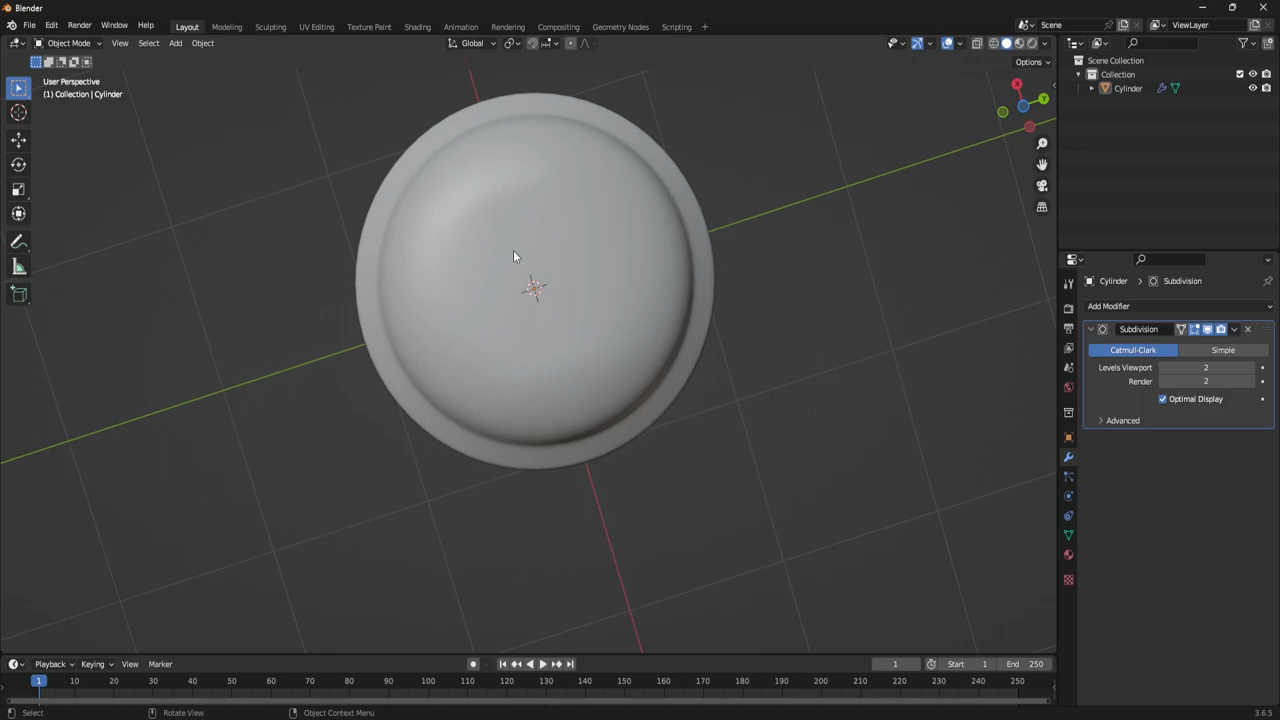 Blender
File Edit Render Window Help Layout Modeling Sculpting UV Editing Texture Paint Shading Animation Rendering Compositing Geometry Nodes Scripting + Scene ViewLayer
Object Mode View Select Add Object Global
Options
User Perspective
(1) Collection | Cylinder
Scene Collection
Collection
Cylinder
X
Y
Cylinder > Subdivision
Add Modifier
Subdivision
Catmull-Clark Simple
Levels Viewport 2
Render 2
Optimal Display
Advanced
Playback Keying View Marker 1 Start 1 End 250
1 10 20 30 40 50 60 70 80 90 100 110 120 130 140 150 160 170 180 190 200 210 220 230 240 250
Select Rotate View Object Context Menu 3.6.5